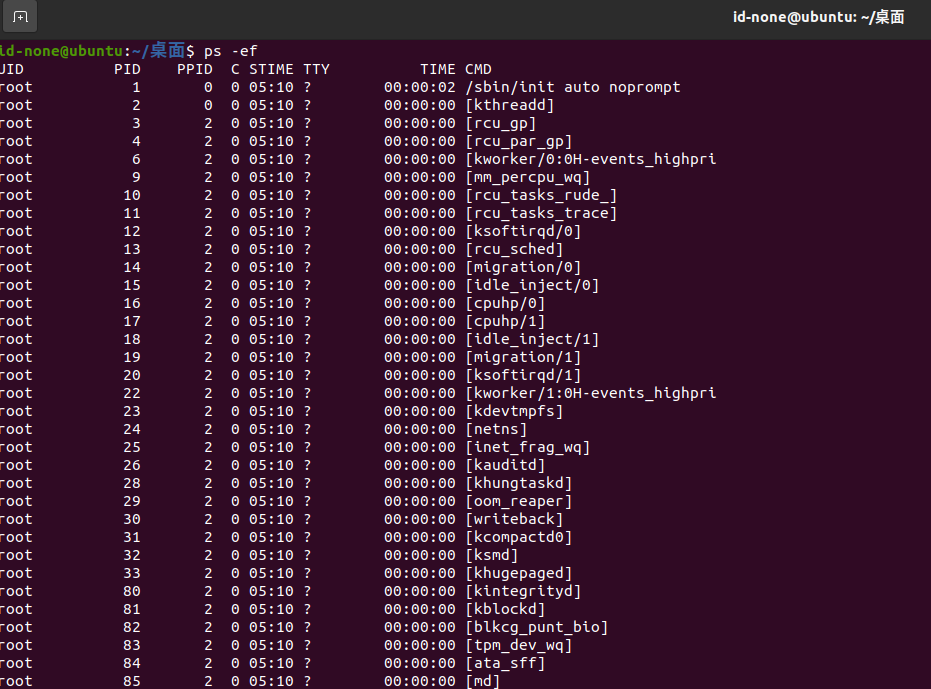 id-none@ubuntu: ~/桌面
id-none@ubuntu:~/桌面$ ps -ef
UID PID PPID C STIME TTY TIME CMD
root 1 0 0 05:10 ? 00:00:02 /sbin/init auto noprompt
root 2 0 0 05:10 ? 00:00:00 [kthreadd]
root 3 2 0 05:10 ? 00:00:00 [rcu_gp]
root 4 2 0 05:10 ? 00:00:00 [rcu_par_gp]
root 6 2 0 05:10 ? 00:00:00 [kworker/0:0H-events_highpri
root 9 2 0 05:10 ? 00:00:00 [mm_percpu_wq]
root 10 2 0 05:10 ? 00:00:00 [rcu_tasks_rude_]
root 11 2 0 05:10 ? 00:00:00 [rcu_tasks_trace]
root 12 2 0 05:10 ? 00:00:00 [ksoftirqd/0]
root 13 2 0 05:10 ? 00:00:00 [rcu_sched]
root 14 2 0 05:10 ? 00:00:00 [migration/0]
root 15 2 0 05:10 ? 00:00:00 [idle_inject/0]
root 16 2 0 05:10 ? 00:00:00 [cpuhp/0]
root 17 2 0 05:10 ? 00:00:00 [cpuhp/1]
root 18 2 0 05:10 ? 00:00:00 [idle_inject/1]
root 19 2 0 05:10 ? 00:00:00 [migration/1]
root 20 2 0 05:10 ? 00:00:00 [ksoftirqd/1]
root 22 2 0 05:10 ? 00:00:00 [kworker/1:0H-events_highpri
root 23 2 0 05:10 ? 00:00:00 [kdevtmpfs]
root 24 2 0 05:10 ? 00:00:00 [netns]
root 25 2 0 05:10 ? 00:00:00 [inet_frag_wq]
root 26 2 0 05:10 ? 00:00:00 [kauditd]
root 28 2 0 05:10 ? 00:00:00 [khungtaskd]
root 29 2 0 05:10 ? 00:00:00 [oom_reaper]
root 30 2 0 05:10 ? 00:00:00 [writeback]
root 31 2 0 05:10 ? 00:00:00 [kcompactd0]
root 32 2 0 05:10 ? 00:00:00 [ksmd]
root 33 2 0 05:10 ? 00:00:00 [khugepaged]
root 80 2 0 05:10 ? 00:00:00 [kintegrityd]
root 81 2 0 05:10 ? 00:00:00 [kblockd]
root 82 2 0 05:10 ? 00:00:00 [blkcg_punt_bio]
root 83 2 0 05:10 ? 00:00:00 [tpm_dev_wq]
root 84 2 0 05:10 ? 00:00:00 [ata_sff]
root 85 2 0 05:10 ? 00:00:00 [md]